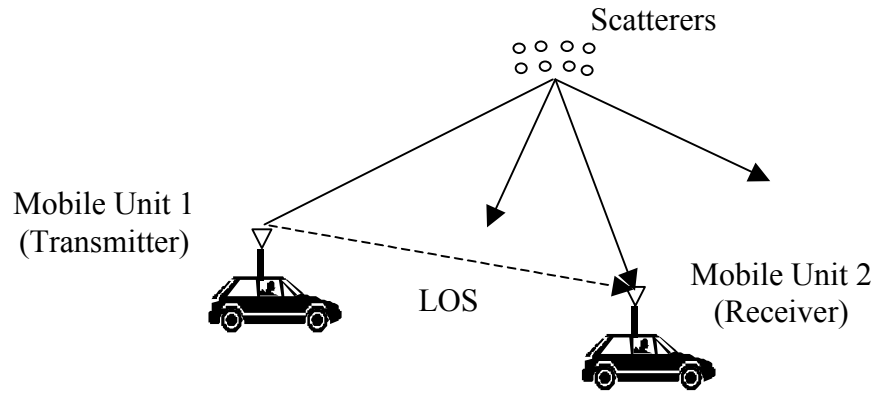 Scatterers
Mobile Unit 1
(Transmitter)
LOS
Mobile Unit 2
(Receiver)